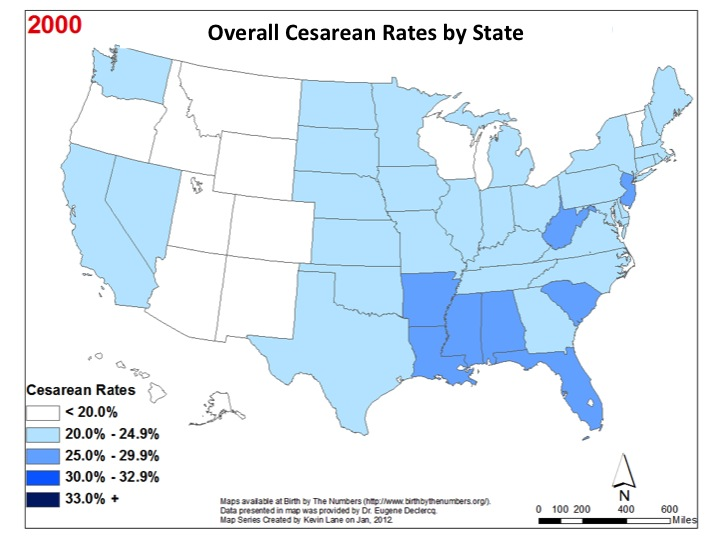 2000
Overall Cesarean Rates by State
Cesarean Rates
< 20.0%
20.0% - 24.9%
25.0% - 29.9%
30.0% - 32.9%
33.0% +
Maps available at Birth by The Numbers (http://www.birthbythenumbers.org/).
Data presented in map was provided by Dr. Eugene Declercq.
Map Series Created by Kevin Lane on Jan, 2012.
N
0 100 200 400 600
Miles